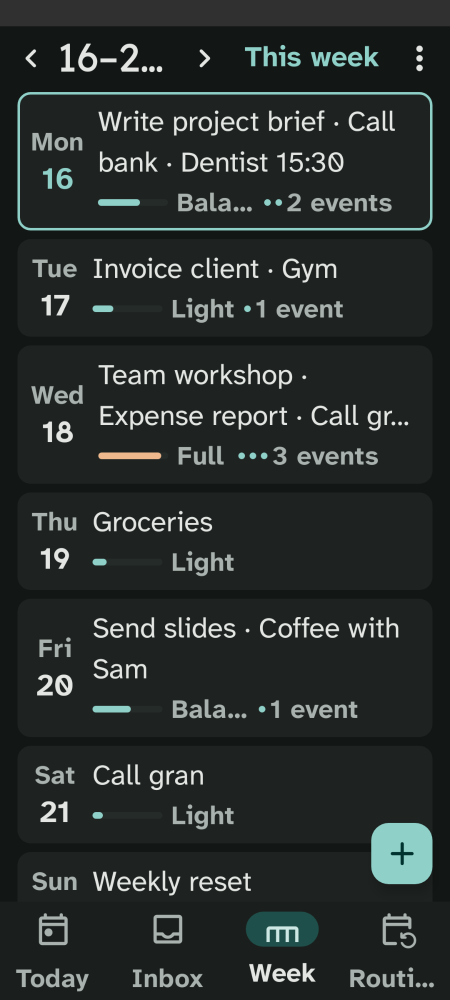 16–2… This week
Write project brief · Call
Mon
bank · Dentist 15:30
16
Bala… 2 events
Tue Invoice client · Gym
17 Light 1 event
Team workshop ·
Wed
Expense report · Call gr…
18
Full 3 events
Thu Groceries
19 Light
Send slides · Coffee with
Fri
Sam
20
Bala… 1 event
Sat Call gran
21 Light
Sun Weekly reset
Today Inbox Week Routi…